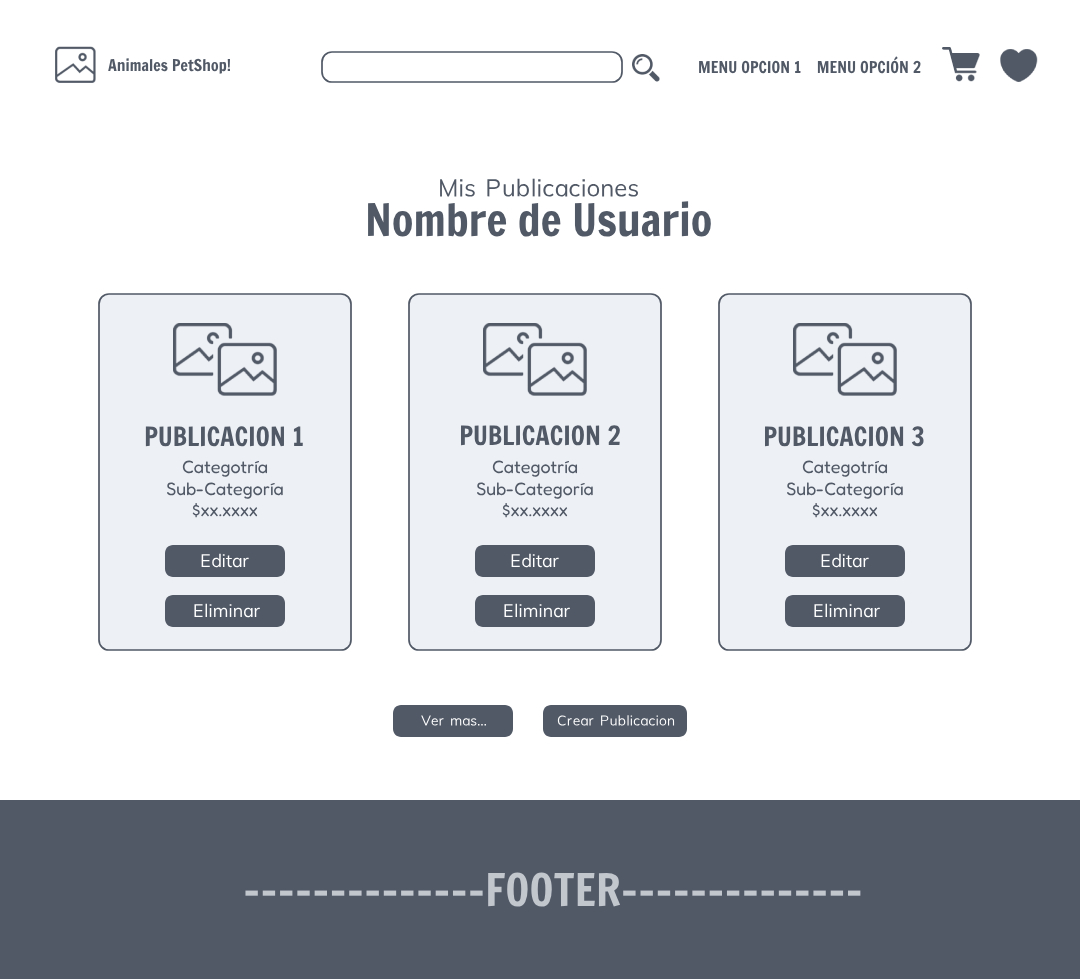 Animales PetShop!
MENU OPCION 1
MENU OPCIÓN 2
Mis Publicaciones
Nombre de Usuario
PUBLICACION 1
Categotría
Sub-Categoría
$xx.xxxx
Editar
Eliminar
PUBLICACION 2
Categotría
Sub-Categoría
$xx.xxxx
Editar
Eliminar
PUBLICACION 3
Categotría
Sub-Categoría
$xx.xxxx
Editar
Eliminar
Ver mas...
Crear Publicacion
--------------FOOTER--------------